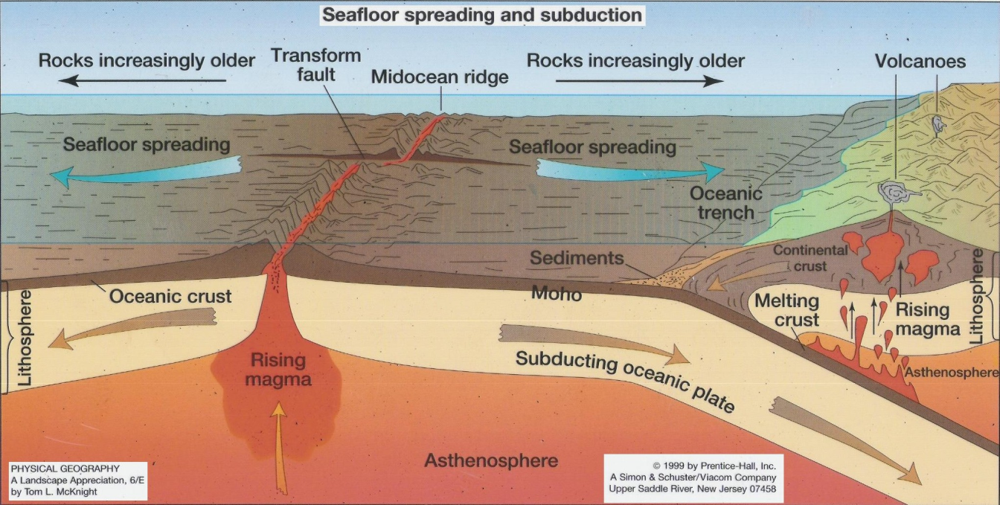 Seafloor spreading and subduction
Rocks increasingly older
Transform
fault
Midocean ridge
Rocks increasingly older
Volcanoes
Seafloor spreading
Seafloor spreading
Oceanic
trench
Sediments
Continental
crust
Moho
Oceanic crust
Lithosphere
Melting
crust
Rising
magma
Lithosphere
Rising
magma
Subducting oceanic plate
Asthenosphere
Asthenosphere
PHYSICAL GEOGRAPHY
A Landscape Appreciation, 6/E
by Tom L. McKnight
© 1999 by Prentice-Hall, Inc.
A Simon & Schuster/Viacom Company
Upper Saddle River, New Jersey 07458